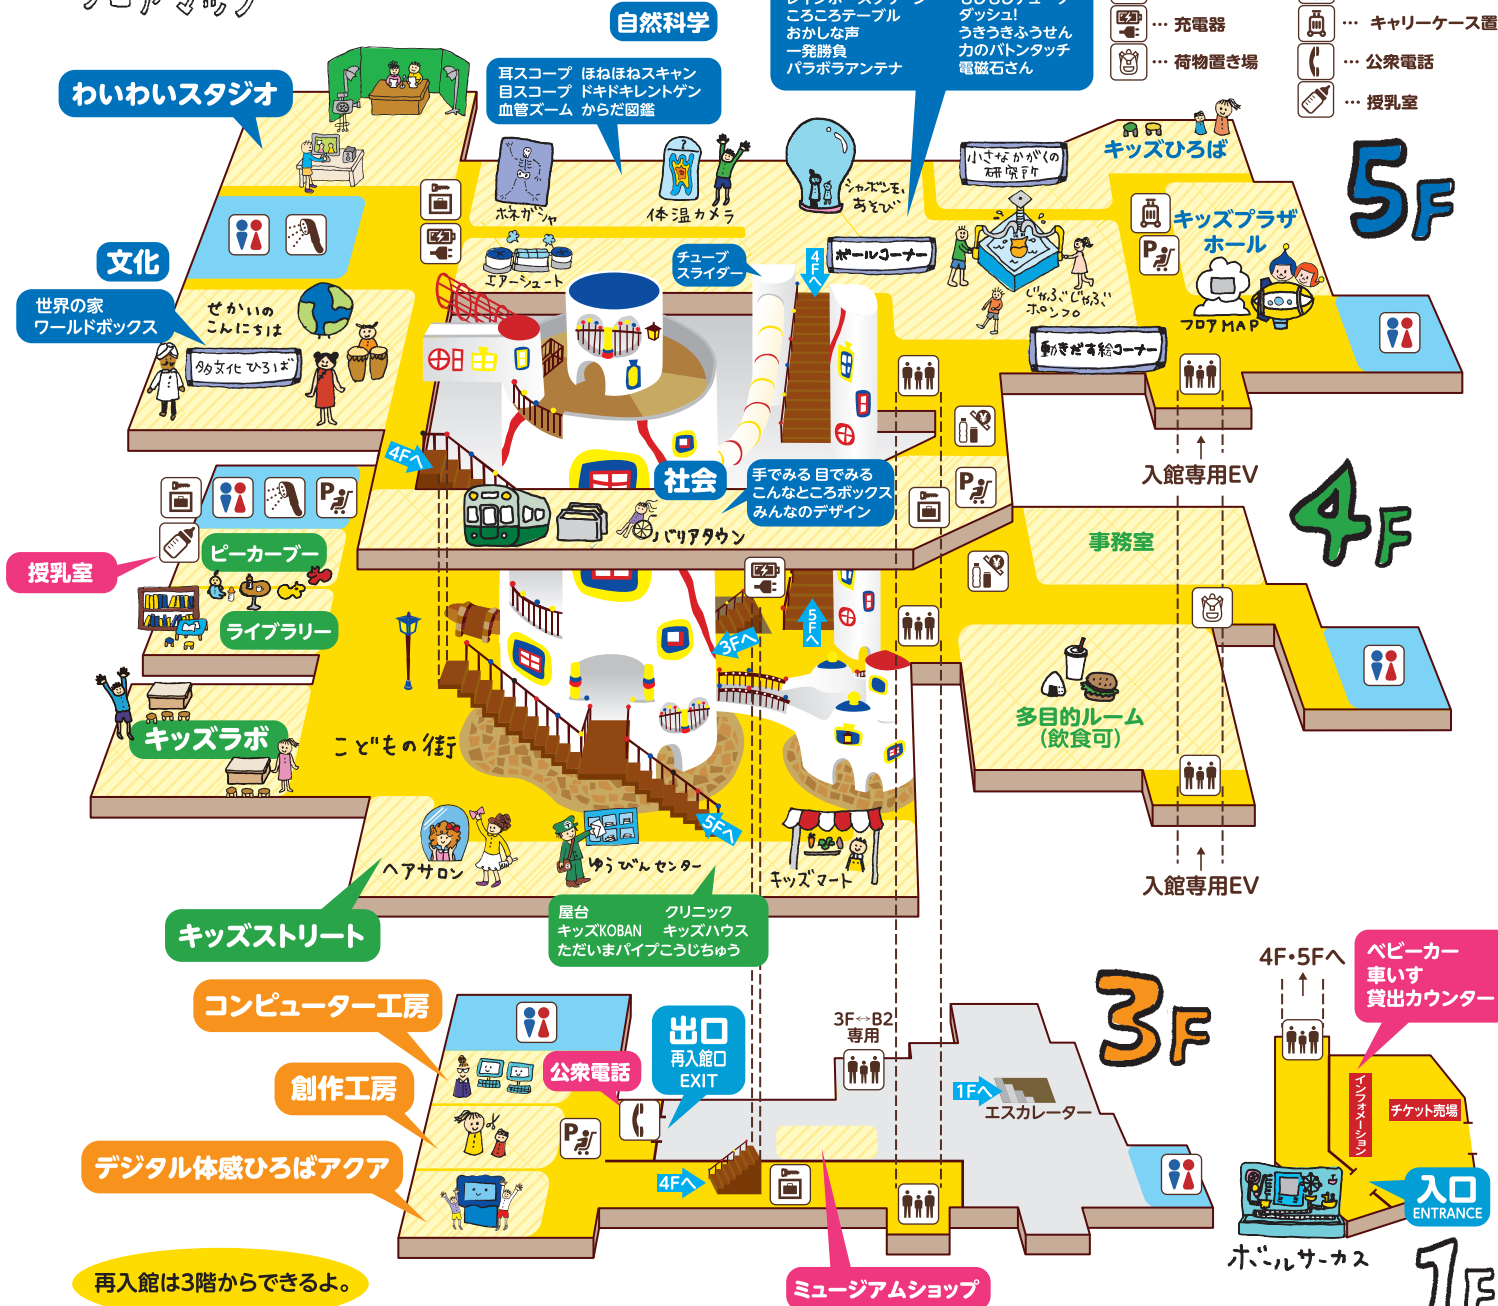 フロアマップ
自然科学
ころころテーブル
おかしな声
一発勝負
パラボラアンテナ
ダッシュ!
うきうきふうせん
力のバトンタッチ
電磁石さん
… 充電器
… 荷物置き場
… キャリーケース置
… 公衆電話
… 授乳室
わいわいスタジオ
耳スコープ ほねほねスキャン
目スコープ ドキドキレントゲン
血管ズーム からだ図鑑
5F
キッズひろば
小さなかがくの
研究所
ホネガシャ
体温カメラ
シャボン玉
あそび
キッズプラザ
ホール
P
フロアMAP
文化
世界の家
ワールドボックス
せかいの
こんにちは
多文化ひろば
エアーシュート
チューブ
スライダー
4Fへ
ボールコーナー
じゃぶじゃぶ
ポンプ
動きだす絵コーナー
入館専用EV
4Fへ
社会
手でみる 目でみる
こんなところボックス
みんなのデザイン
バリアタウン
P
4F
P
授乳室
ピーカーブー
ライブラリー
キッズラボ
こどもの街
3Fへ
5Fへ
5Fへ
事務室
多目的ルーム
(飲食可)
入館専用EV
ヘアサロン
ゆうびんセンター
キッズマート
キッズストリート
屋台 クリニック
キッズKOBAN キッズハウス
ただいまパイプこうじちゅう
3F
コンピューター工房
創作工房
デジタル体感ひろばアクア
公衆電話
P
出口
再入館口
EXIT
3F↔B2
専用
1Fへ
エスカレーター
4Fへ
ミュージアムショップ
再入館は3階からできるよ。
4F・5Fへ
ベビーカー
車いす
貸出カウンター
インフォメーション
チケット売場
入口
ENTRANCE
ボールサーカス
1F